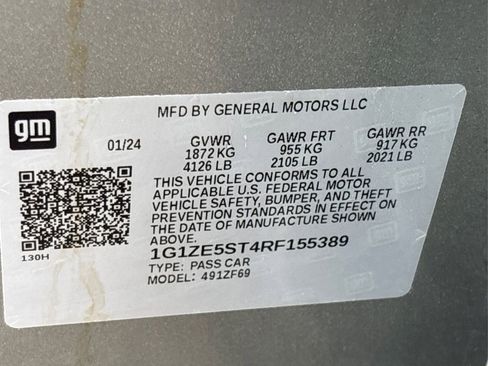 gm
MFD BY GENERAL MOTORS LLC
01/24 GVWR GAWR FRT GAWR RR
1872 KG 955 KG 917 KG
4126 LB 2105 LB 2021 LB
THIS VEHICLE CONFORMS TO ALL
APPLICABLE U.S. FEDERAL MOTOR
VEHICLE SAFETY, BUMPER, AND THEFT
PREVENTION STANDARDS IN EFFECT ON
THE DATE OF MANUFACTURE SHOWN
ABOVE.
130H
1G1ZE5ST4RF155389
TYPE: PASS CAR
MODEL: 491ZF69